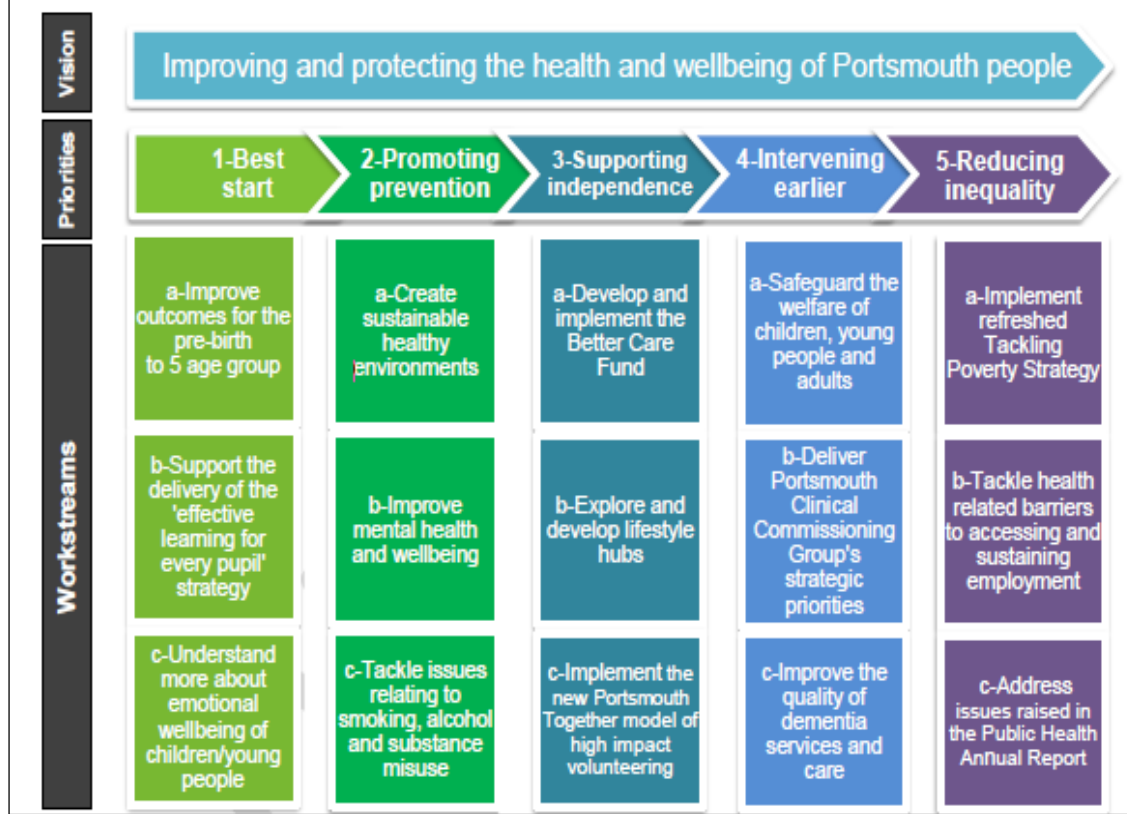 Vision
Improving and protecting the health and wellbeing of Portsmouth people
Priorities
1-Best
start
2-Promoting
prevention
3-Supporting
independence
4-Intervening
earlier
5-Reducing
inequality
Workstreams
a-Improve
outcomes for the
pre-birth
to 5 age group
a-Create
sustainable
healthy
environments
a-Develop and
implement the
Better Care
Fund
a-Safeguard the
welfare of
children, young
people and
adults
a-Implement
refreshed
Tackling
Poverty Strategy
b-Support the
delivery of the
'effective
learning for
every pupil'
strategy
b-Improve
mental health
and wellbeing
b-Explore and
develop lifestyle
hubs
b-Deliver
Portsmouth
Clinical
Commissioning
Group's
strategic
priorities
b-Tackle health
related barriers
to accessing and
sustaining
employment
c-Understand
more about
emotional
wellbeing of
children/young
people
c-Tackle issues
relating to
smoking, alcohol
and substance
misuse
c-Implement the
new Portsmouth
Together model of
high impact
volunteering
c-Improve the
quality of
dementia
services and
care
c-Address
issues raised in
the Public Health
Annual Report